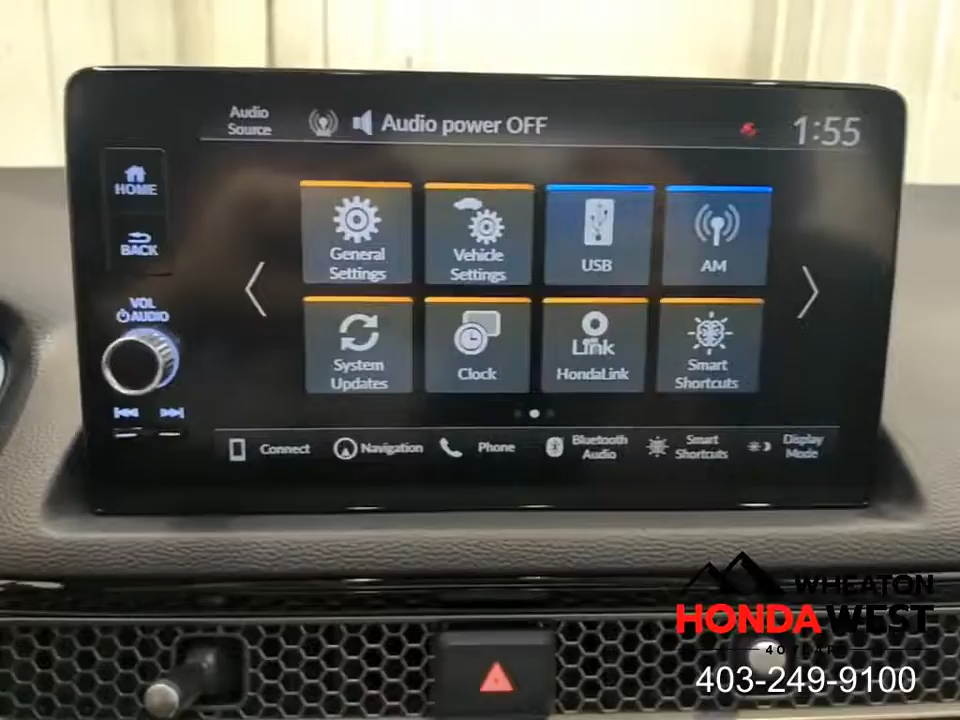 Audio
Source
Audio power OFF
1:55
HOME
BACK
VOL
AUDIO
General
Settings
Vehicle
Settings
USB
AM
System
Updates
Clock
Link
HondaLink
Smart
Shortcuts
Connect
Navigation
Phone
Bluetooth
Audio
Smart
Shortcuts
Display
Mode
WHEATON
HONDA WEST
403-249-9100